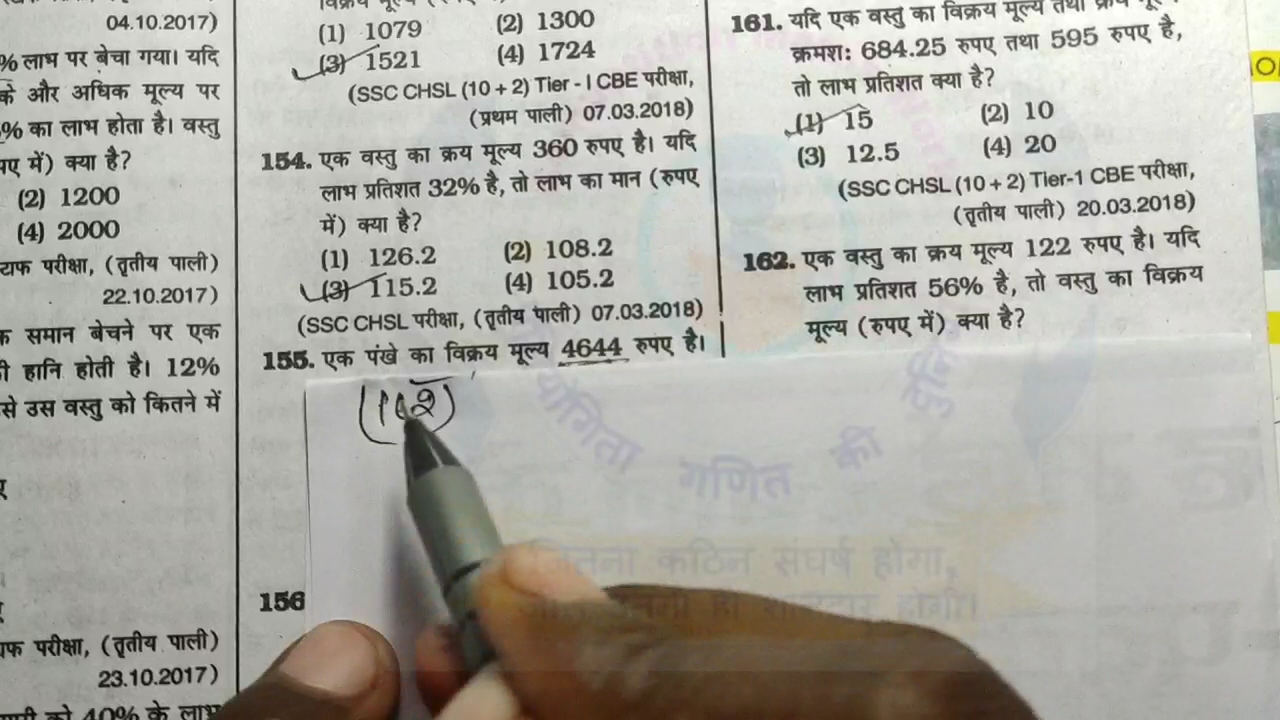 04.10.2017)
% लाभ पर बेचा गया। यदि
के और अधिक मूल्य पर
% का लाभ होता है। वस्तु
पए में) क्या है?
(2) 1200
(4) 2000
टाफ परीक्षा, (तृतीय पाली)
22.10.2017)
क समान बेचने पर एक
ी हानि होती है। 12%
से उस वस्तु को कितने में
फ परीक्षा, (तृतीय पाली)
23.10.2017)
40% के लाभ
(1) 1079 (2) 1300
(3) 1521 (4) 1724
(SSC CHSL (10 + 2) Tier - I CBE परीक्षा,
(प्रथम पाली) 07.03.2018)
154. एक वस्तु का क्रय मूल्य 360 रुपए है। यदि
लाभ प्रतिशत 32% है, तो लाभ का मान (रुपए
में) क्या है?
(1) 126.2 (2) 108.2
(3) 115.2 (4) 105.2
(SSC CHSL परीक्षा, (तृतीय पाली) 07.03.2018)
155. एक पंखे का विक्रय मूल्य 4644 रुपए है।
156
161. यदि एक वस्तु का विक्रय मूल्य तथा क्रय
क्रमशः 684.25 रुपए तथा 595 रुपए है,
तो लाभ प्रतिशत क्या है?
(1) 15 (2) 10
(3) 12.5 (4) 20
(SSC CHSL (10 + 2) Tier-1 CBE परीक्षा,
(तृतीय पाली) 20.03.2018)
162. एक वस्तु का क्रय मूल्य 122 रुपए है। यदि
लाभ प्रतिशत 56% है, तो वस्तु का विक्रय
मूल्य (रुपए में) क्या है?
गणित की
जितना कठिन संघर्ष होगा,